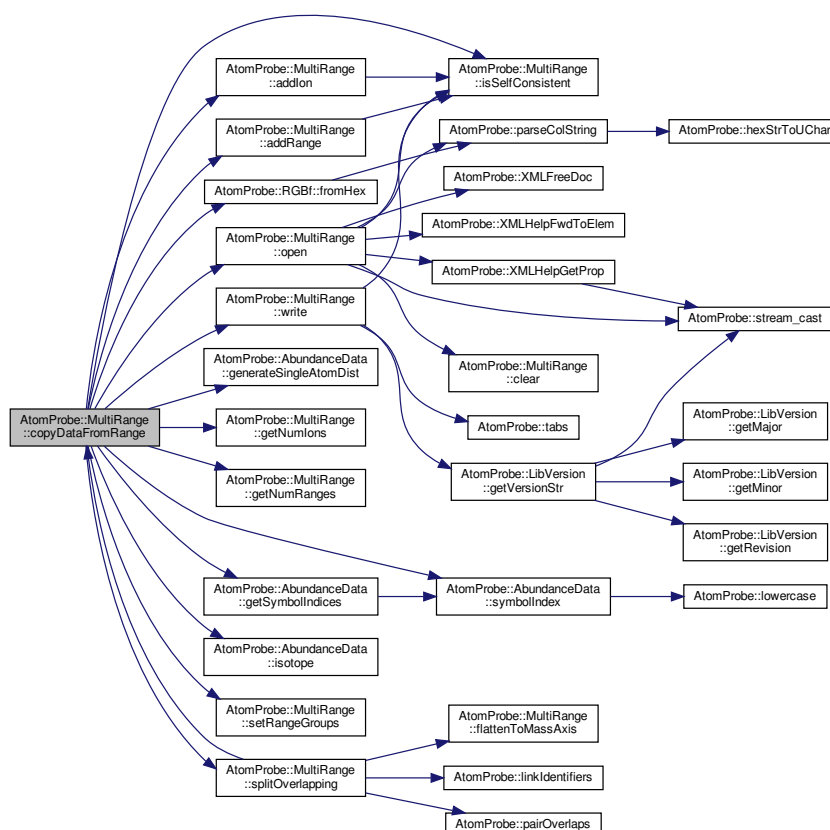 AtomProbe::MultiRange
::copyDataFromRange
AtomProbe::MultiRange
::addIon
AtomProbe::MultiRange
::addRange
AtomProbe::RGBf::fromHex
AtomProbe::MultiRange
::open
AtomProbe::MultiRange
::write
AtomProbe::AbundanceData
::generateSingleAtomDist
AtomProbe::MultiRange
::getNumIons
AtomProbe::MultiRange
::getNumRanges
AtomProbe::AbundanceData
::getSymbolIndices
AtomProbe::AbundanceData
::isotope
AtomProbe::MultiRange
::setRangeGroups
AtomProbe::MultiRange
::splitOverlapping
AtomProbe::MultiRange
::isSelfConsistent
AtomProbe::parseColString
AtomProbe::XMLFreeDoc
AtomProbe::XMLHelpFwdToElem
AtomProbe::XMLHelpGetProp
AtomProbe::MultiRange
::clear
AtomProbe::tabs
AtomProbe::LibVersion
::getVersionStr
AtomProbe::AbundanceData
::symbolIndex
AtomProbe::MultiRange
::flattenToMassAxis
AtomProbe::linkIdentifiers
AtomProbe::pairOverlaps
AtomProbe::hexStrToUChar
AtomProbe::stream_cast
AtomProbe::LibVersion
::getMajor
AtomProbe::LibVersion
::getMinor
AtomProbe::LibVersion
::getRevision
AtomProbe::lowercase